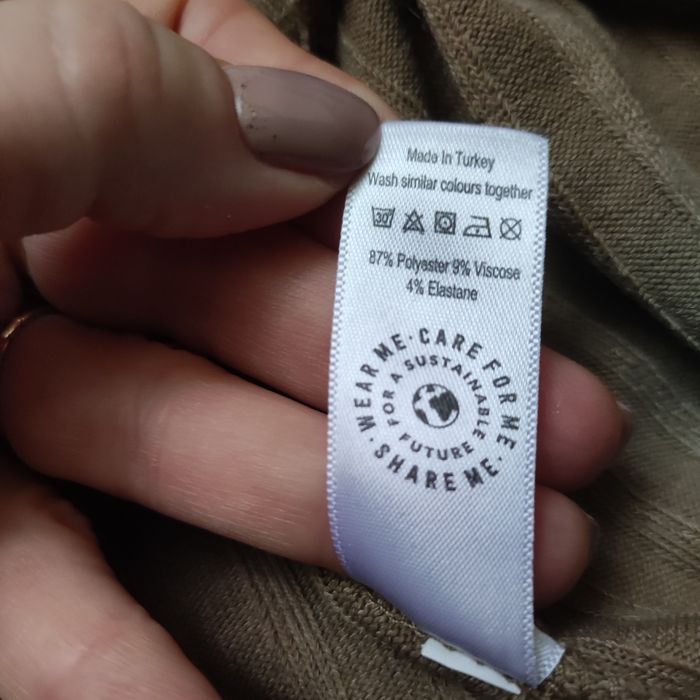 Made In Turkey
Wash similar colours together
30°
87% Polyester 9% Viscose
4% Elastane
WEAR ME · CARE FOR ME · SHARE ME ·
FOR A SUSTAINABLE FUTURE